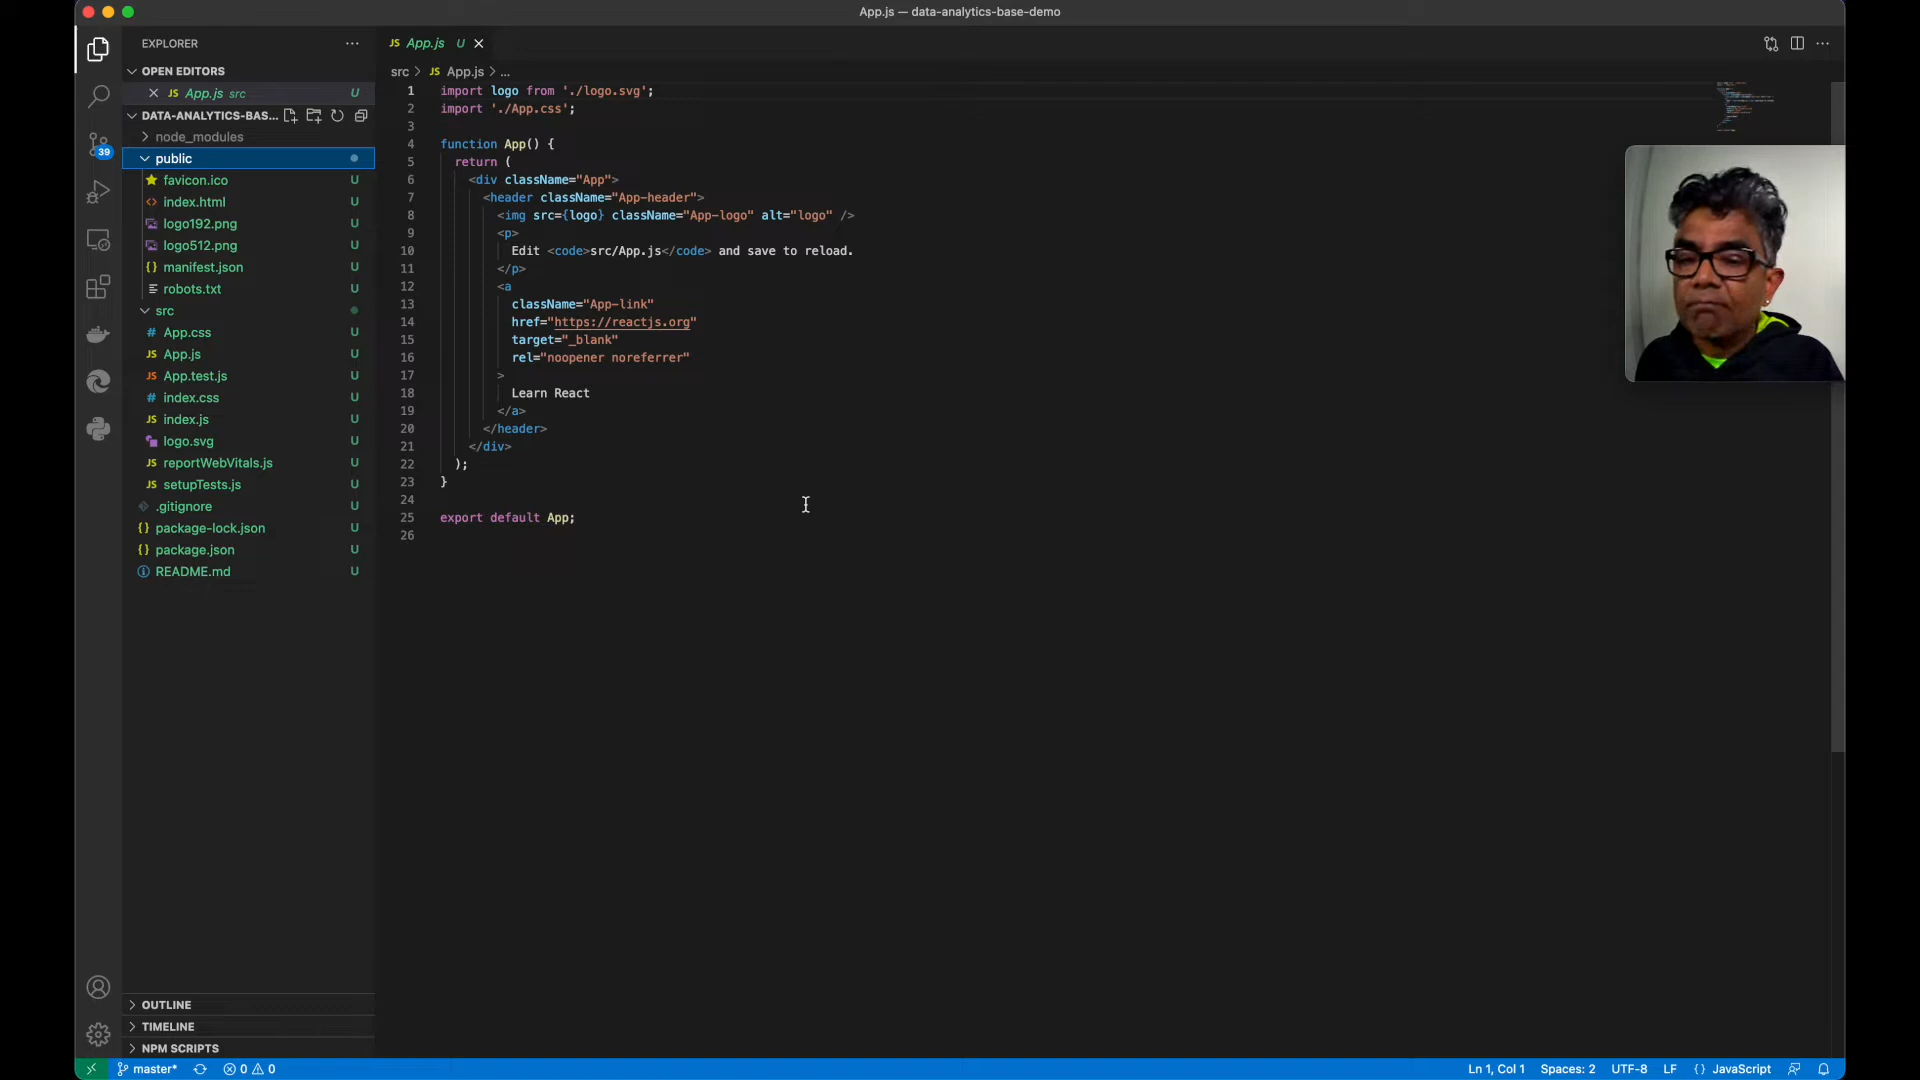 App.js — data-analytics-base-demo
EXPLORER
OPEN EDITORS
App.js src U
DATA-ANALYTICS-BAS...
node_modules
public
favicon.ico U
index.html U
logo192.png U
logo512.png U
manifest.json U
robots.txt U
src
App.css U
App.js U
App.test.js U
index.css U
index.js U
logo.svg U
reportWebVitals.js U
setupTests.js U
.gitignore U
package-lock.json U
package.json U
README.md U
OUTLINE
TIMELINE
NPM SCRIPTS
39
JS App.js U
src > JS App.js > ...
1 import logo from './logo.svg';
2 import './App.css';
3
4 function App() {
5 return (
6 <div className="App">
7 <header className="App-header">
8 <img src={logo} className="App-logo" alt="logo" />
9 <p>
10 Edit <code>src/App.js</code> and save to reload.
11 </p>
12 <a
13 className="App-link"
14 href="https://reactjs.org"
15 target="_blank"
16 rel="noopener noreferrer"
17 >
18 Learn React
19 </a>
20 </header>
21 </div>
22 );
23 }
24
25 export default App;
26
master* 0 0
Ln 1, Col 1 Spaces: 2 UTF-8 LF {} JavaScript